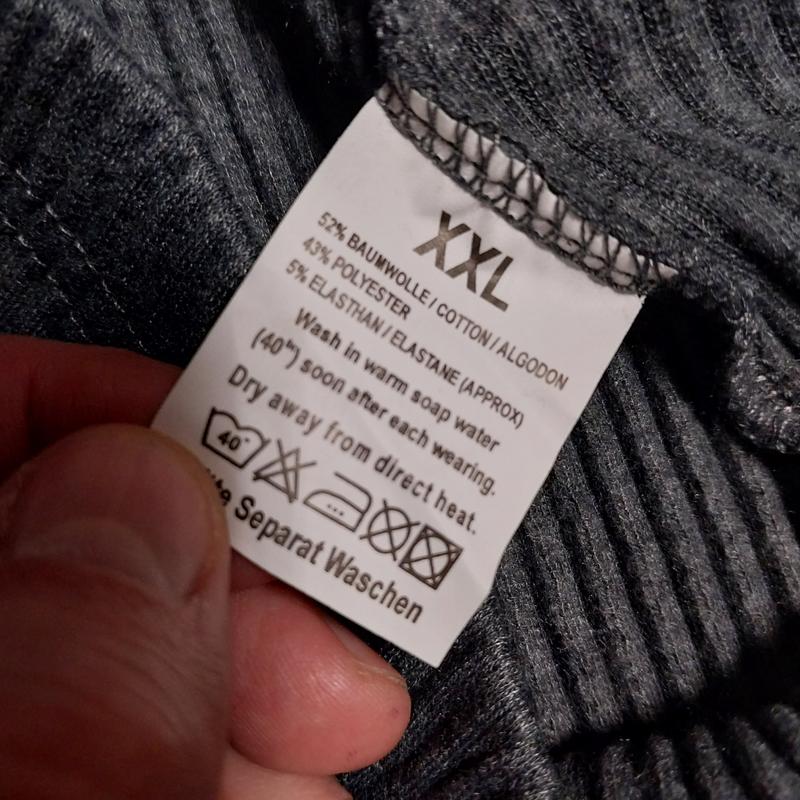 XXL
52% BAUMWOLLE / COTTON / ALGODON
43% POLYESTER
5% ELASTHAN / ELASTANE (APPROX)
Wash in warm soap water
(40°) soon after each wearing.
Dry away from direct heat.
40°
Separat Waschen